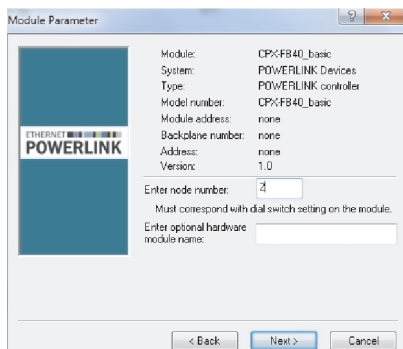 Module Parameter
Module: CPX-FB40_basic
System: POWERLINK Devices
Type: POWERLINK controller
Model number: CPX-FB40_basic
Module address: none
Backplane number: none
Address: none
Version: 1.0
ETHERNET
POWERLINK
Enter node number: 2
Must correspond with dial switch setting on the module.
Enter optional hardware
module name:
< Back Next > Cancel